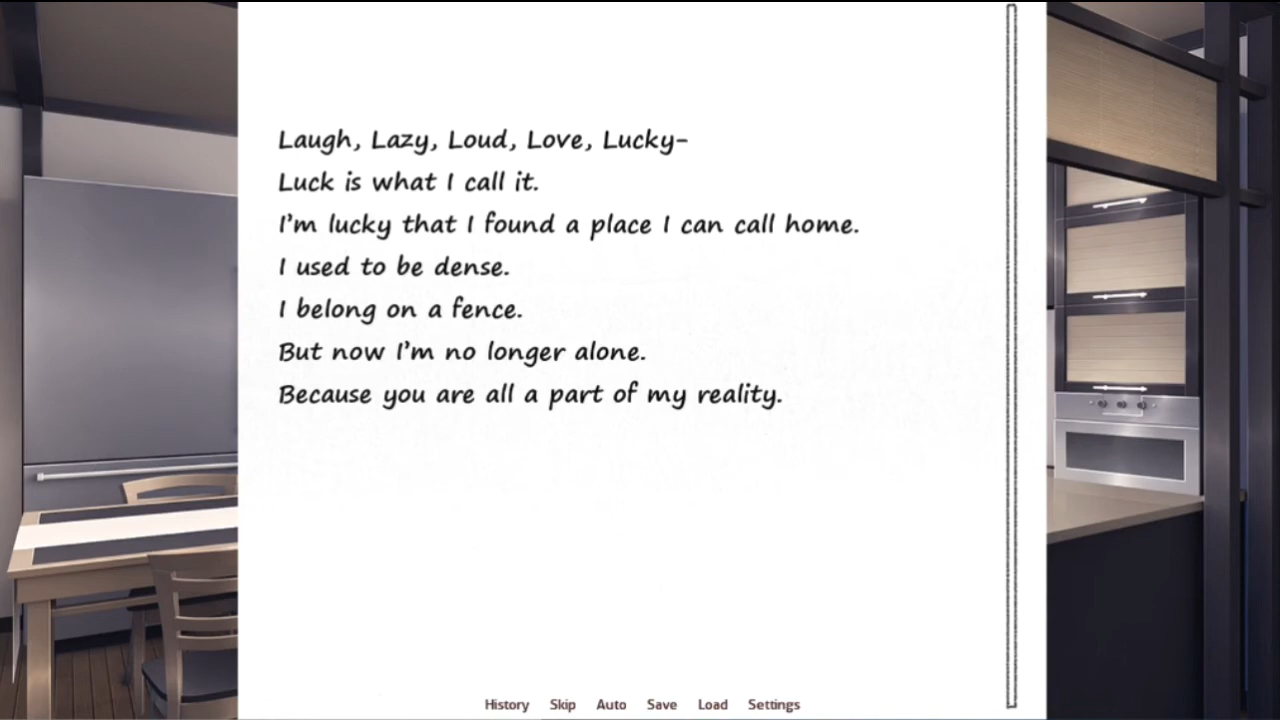 Laugh, Lazy, Loud, Love, Lucky-
Luck is what I call it.
I'm lucky that I found a place I can call home.
I used to be dense.
I belong on a fence.
But now I'm no longer alone.
Because you are all a part of my reality.
History Skip Auto Save Load Settings